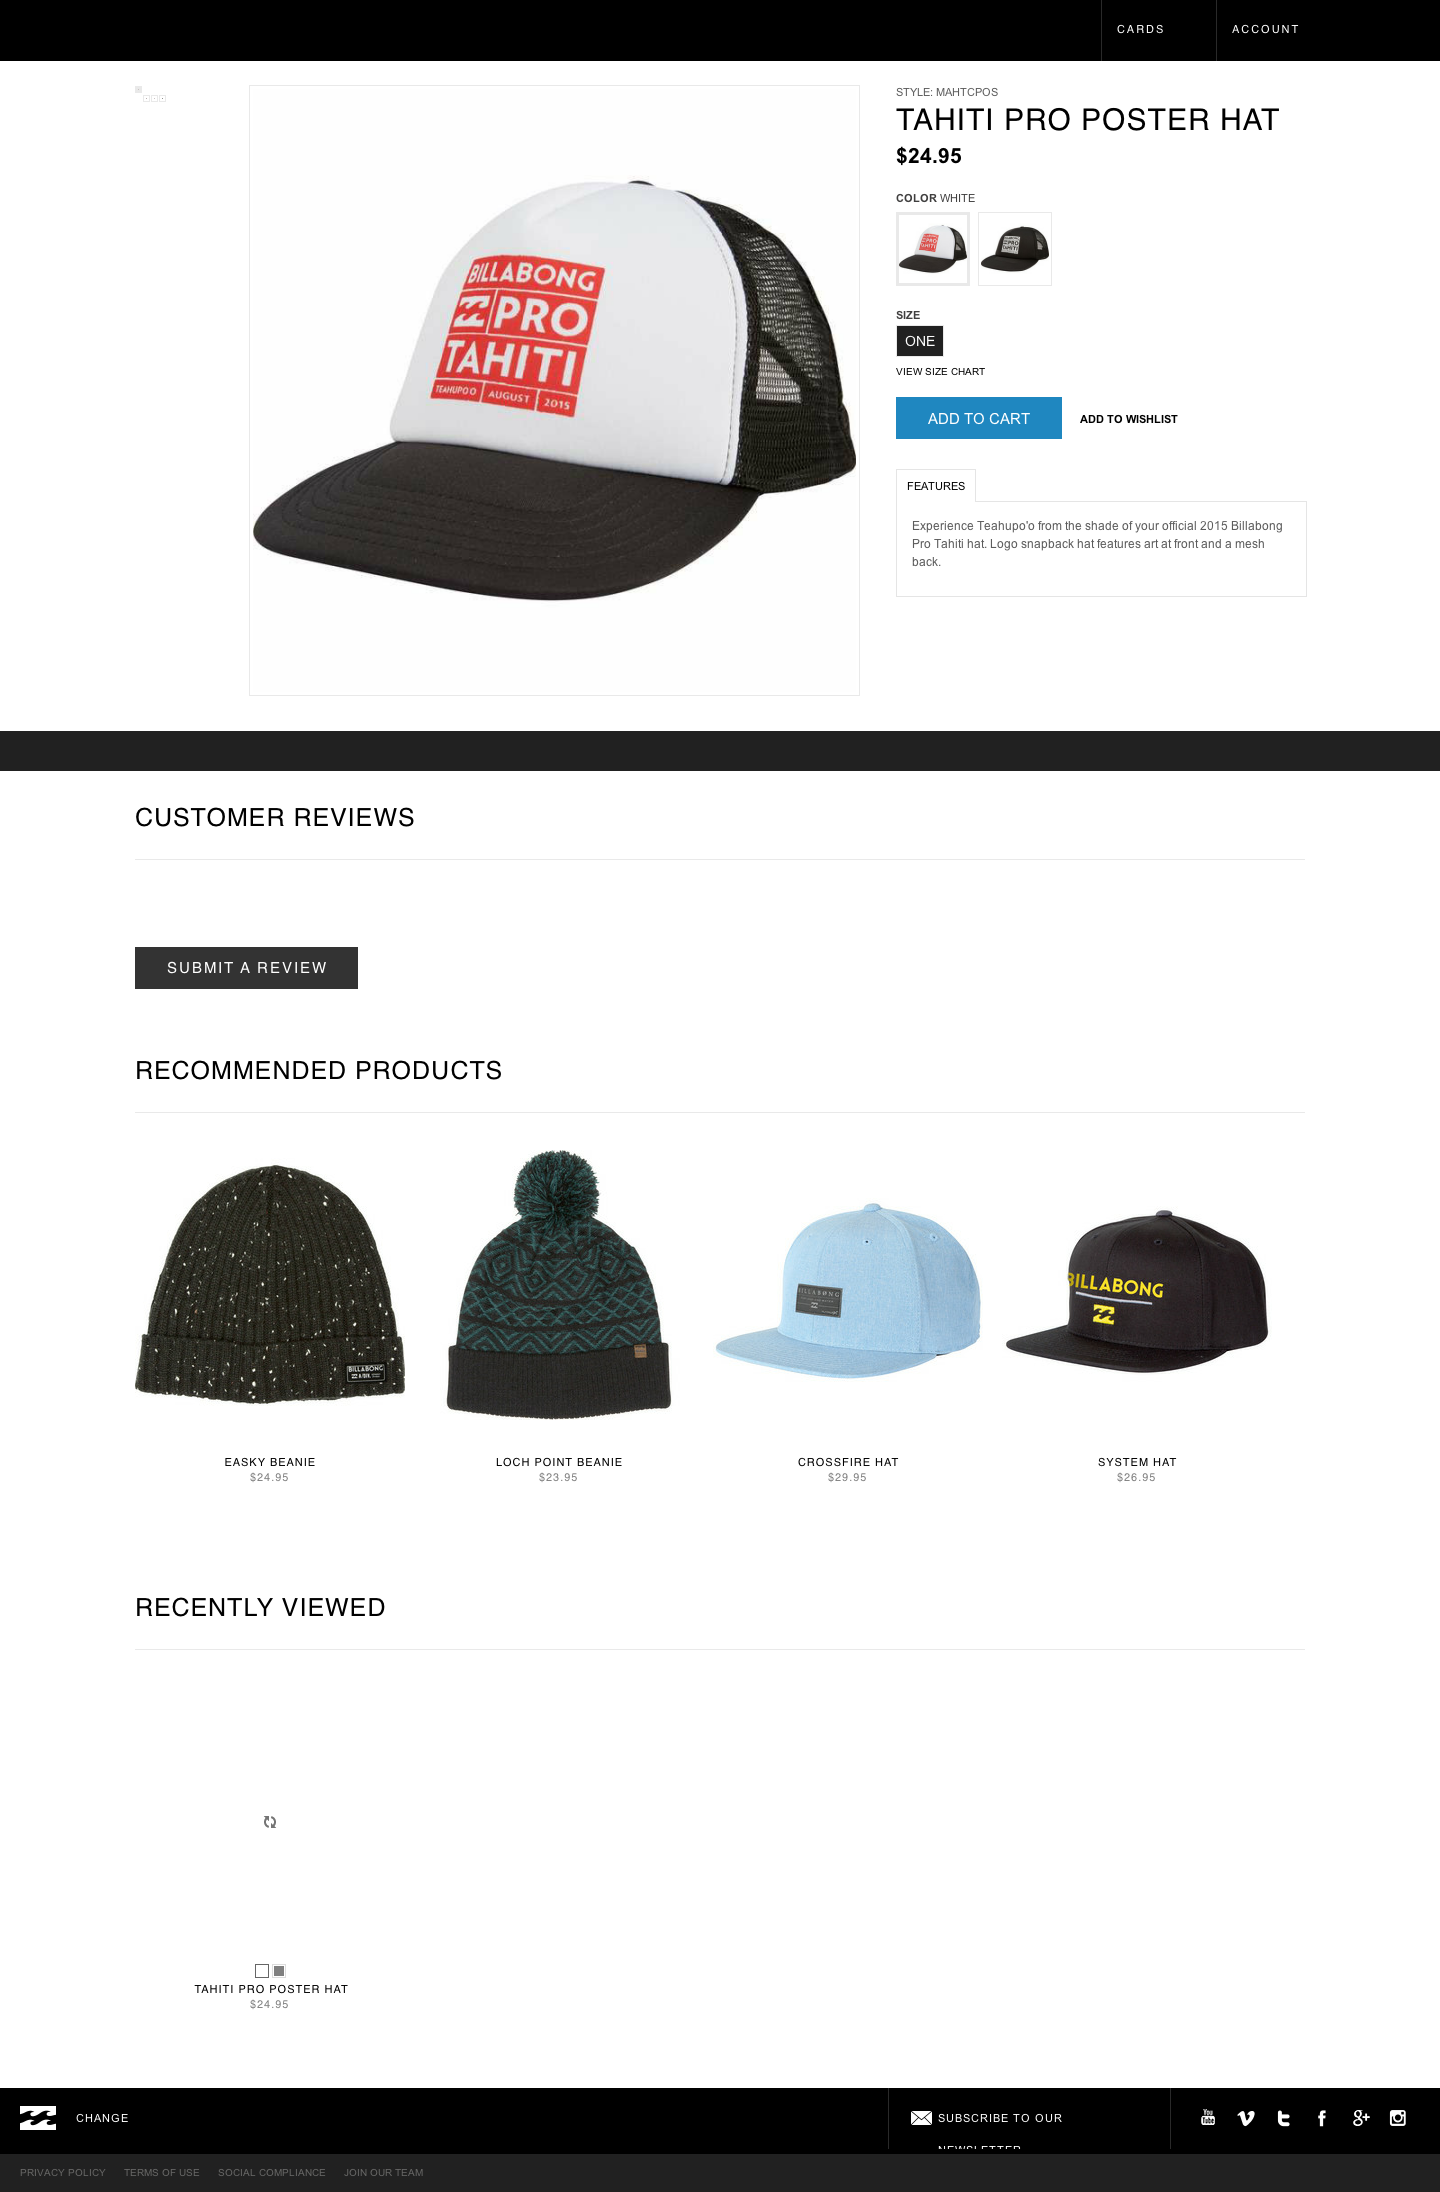 CARDS
ACCOUNT
STYLE: MAHTCPOS
TAHITI PRO POSTER HAT
$24.95
COLOR WHITE
BILLABONG
PRO
TAHITI
TEAHUPO'O AUGUST 2015
SIZE
ONE
VIEW SIZE CHART
ADD TO CART
ADD TO WISHLIST
FEATURES
Experience Teahupo'o from the shade of your official 2015 Billabong
Pro Tahiti hat. Logo snapback hat features art at front and a mesh
back.
CUSTOMER REVIEWS
SUBMIT A REVIEW
RECOMMENDED PRODUCTS
BILLABONG
BILLABONG
BILLABONG
EASKY BEANIE
$24.95
LOCH POINT BEANIE
$23.95
CROSSFIRE HAT
$29.95
SYSTEM HAT
$26.95
RECENTLY VIEWED
TAHITI PRO POSTER HAT
$24.95
CHANGE
SUBSCRIBE TO OUR
NEWSLETTER
You
Tube
PRIVACY POLICY
TERMS OF USE
SOCIAL COMPLIANCE
JOIN OUR TEAM